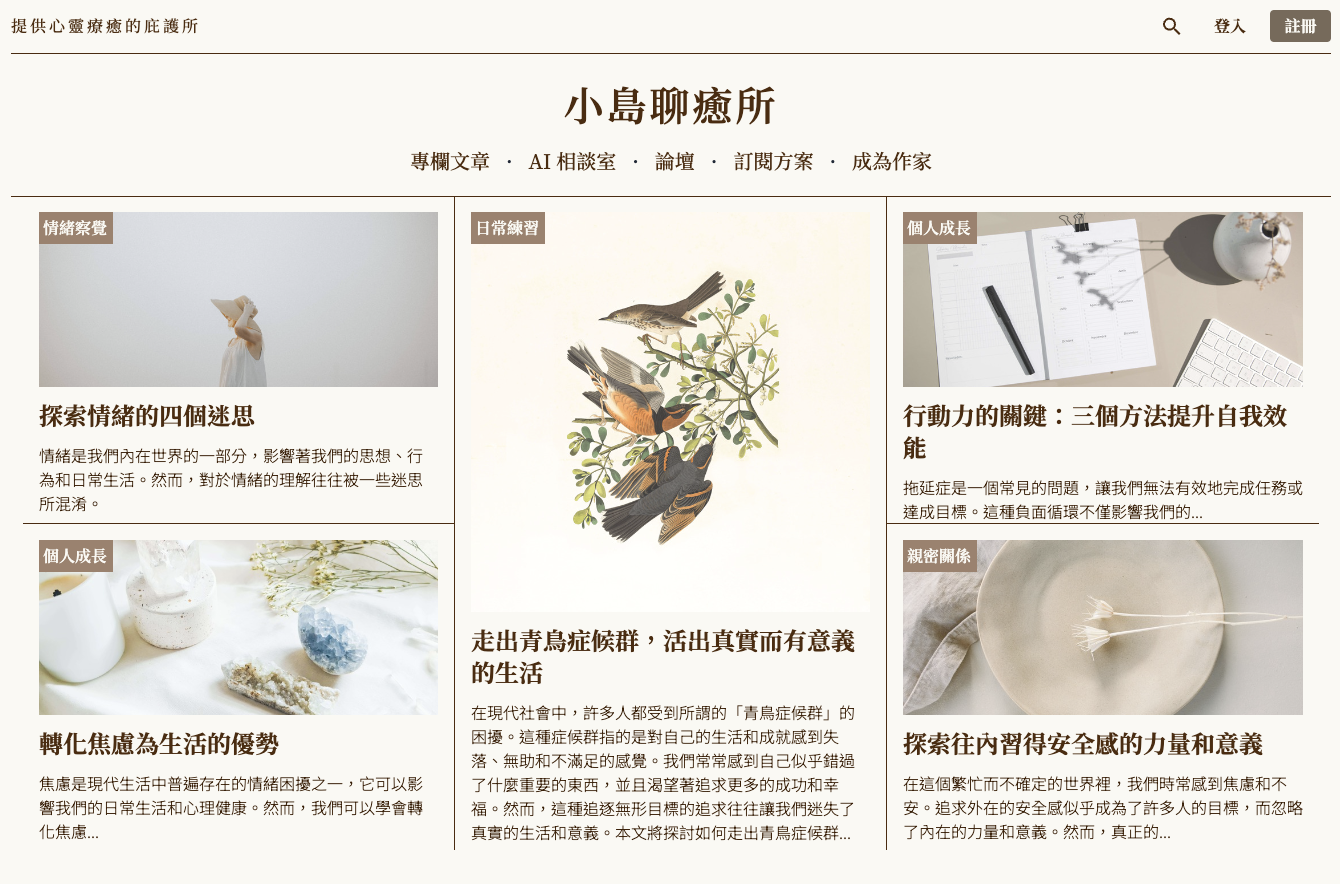 提供心靈療癒的庇護所
登入
註冊
小島聊癒所
專欄文章 · AI 相談室 · 論壇 · 訂閱方案 · 成為作家
情緒察覺
探索情緒的四個迷思
情緒是我們內在世界的一部分，影響著我們的思想、行
為和日常生活。然而，對於情緒的理解往往被一些迷思
所混淆。
個人成長
轉化焦慮為生活的優勢
焦慮是現代生活中普遍存在的情緒困擾之一，它可以影
響我們的日常生活和心理健康。然而，我們可以學會轉
化焦慮...
日常練習
走出青鳥症候群，活出真實而有意義
的生活
在現代社會中，許多人都受到所謂的「青鳥症候群」的
困擾。這種症候群指的是對自己的生活和成就感到失
落、無助和不滿足的感覺。我們常常感到自己似乎錯過
了什麼重要的東西，並且渴望著追求更多的成功和幸
福。然而，這種追逐無形目標的追求往往讓我們迷失了
真實的生活和意義。本文將探討如何走出青鳥症候群...
個人成長
行動力的關鍵：三個方法提升自我效
能
拖延症是一個常見的問題，讓我們無法有效地完成任務或
達成目標。這種負面循環不僅影響我們的...
親密關係
探索往內習得安全感的力量和意義
在這個繁忙而不確定的世界裡，我們時常感到焦慮和不
安。追求外在的安全感似乎成為了許多人的目標，而忽略
了內在的力量和意義。然而，真正的...